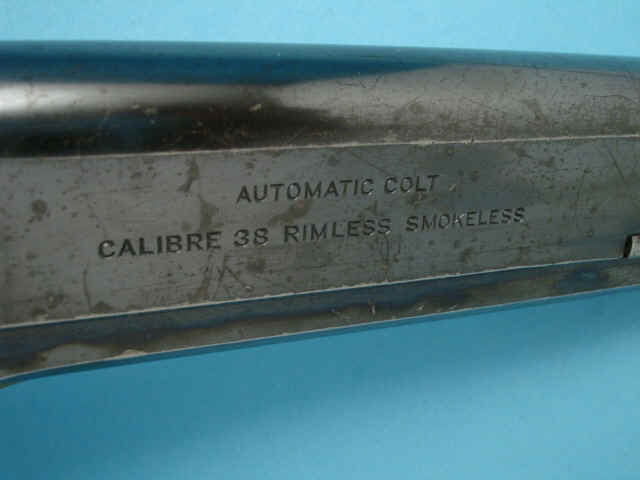 AUTOMATIC COLT
CALIBRE 38 RIMLESS SMOKELESS